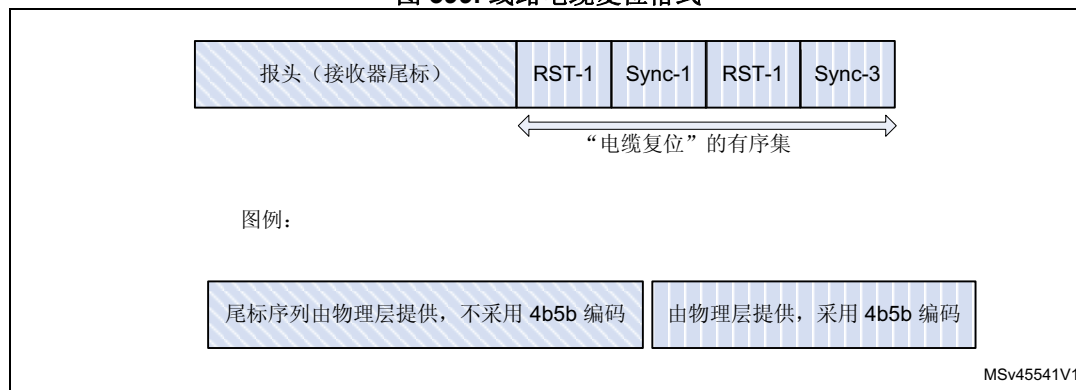 报头（接收器尾标） RST-1 Sync-1 RST-1 Sync-3
“电缆复位”的有序集
图例：
尾标序列由物理层提供，不采用 4b5b 编码 由物理层提供，采用 4b5b 编码
MSv45541V1